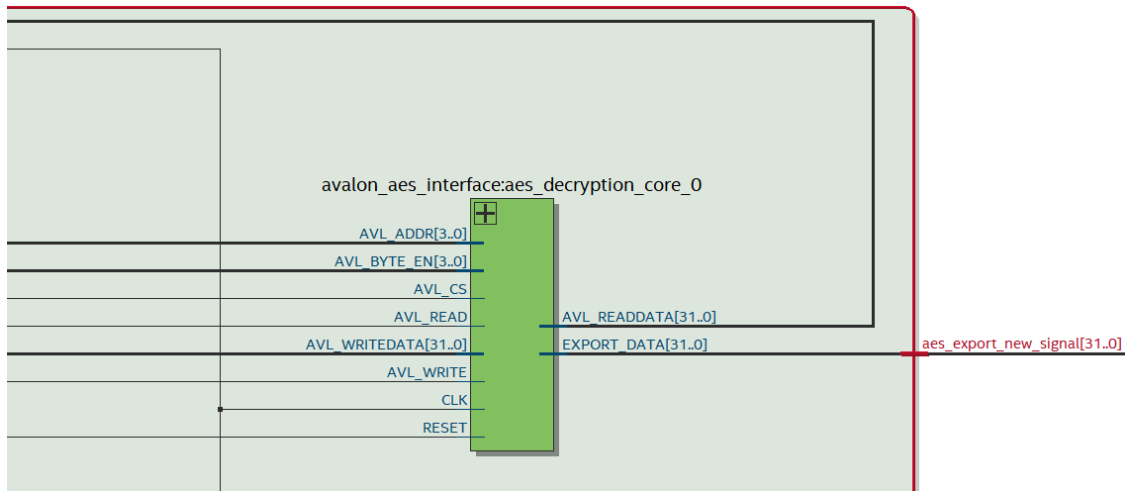 avalon_aes_interface:aes_decryption_core_0
AVL_ADDR[3..0]
AVL_BYTE_EN[3..0]
AVL_CS
AVL_READ
AVL_WRITEDATA[31..0]
AVL_WRITE
CLK
RESET
AVL_READDATA[31..0]
EXPORT_DATA[31..0]
aes_export_new_signal[31..0]